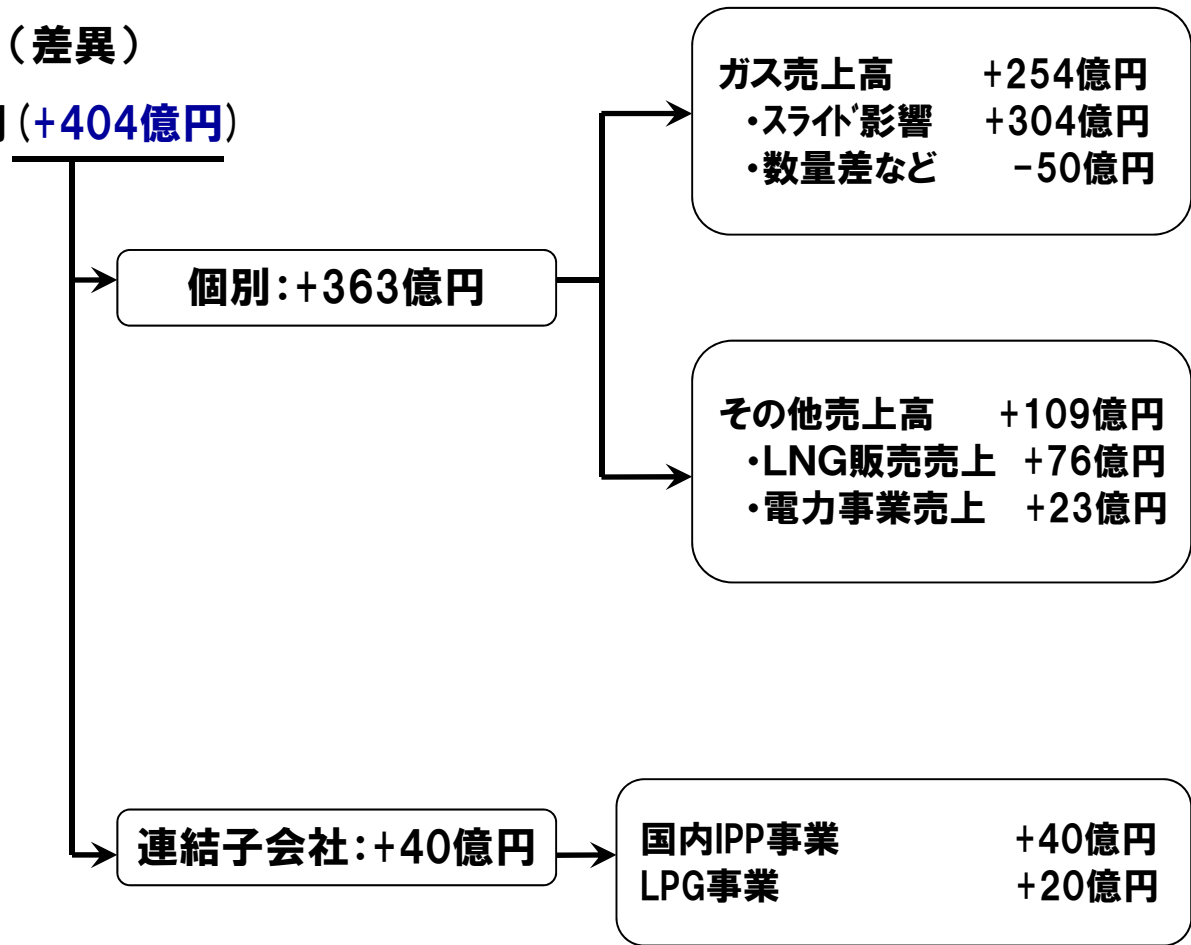 （差異）
(+404億円)
ガス売上高 +254億円
・スライド影響 +304億円
・数量差など -50億円
個別：+363億円
その他売上高 +109億円
・LNG販売売上 +76億円
・電力事業売上 +23億円
連結子会社：+40億円
国内IPP事業 +40億円
LPG事業 +20億円